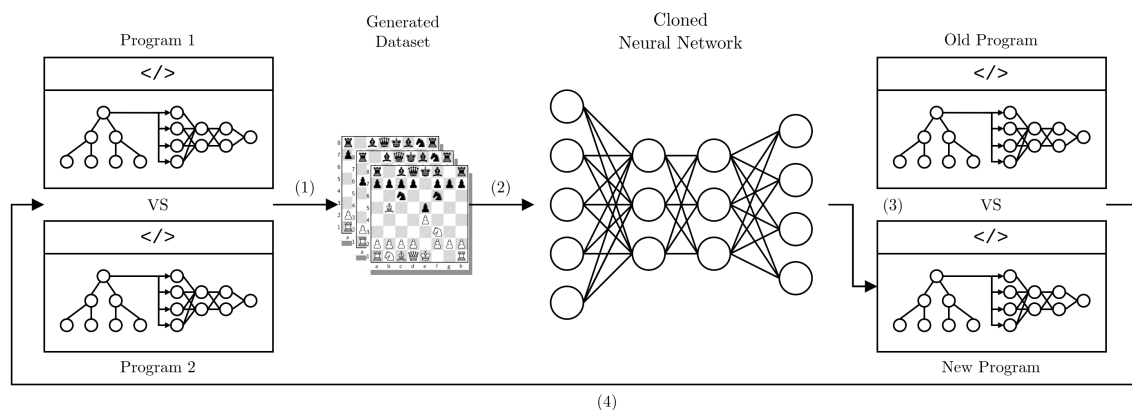 Generated
Dataset
Cloned
Neural Network
Program 1
Old Program
</>
</>
(1)
(2)
(3)
VS
VS
</>
</>
a b c d e f g h
Program 2
New Program
(4)